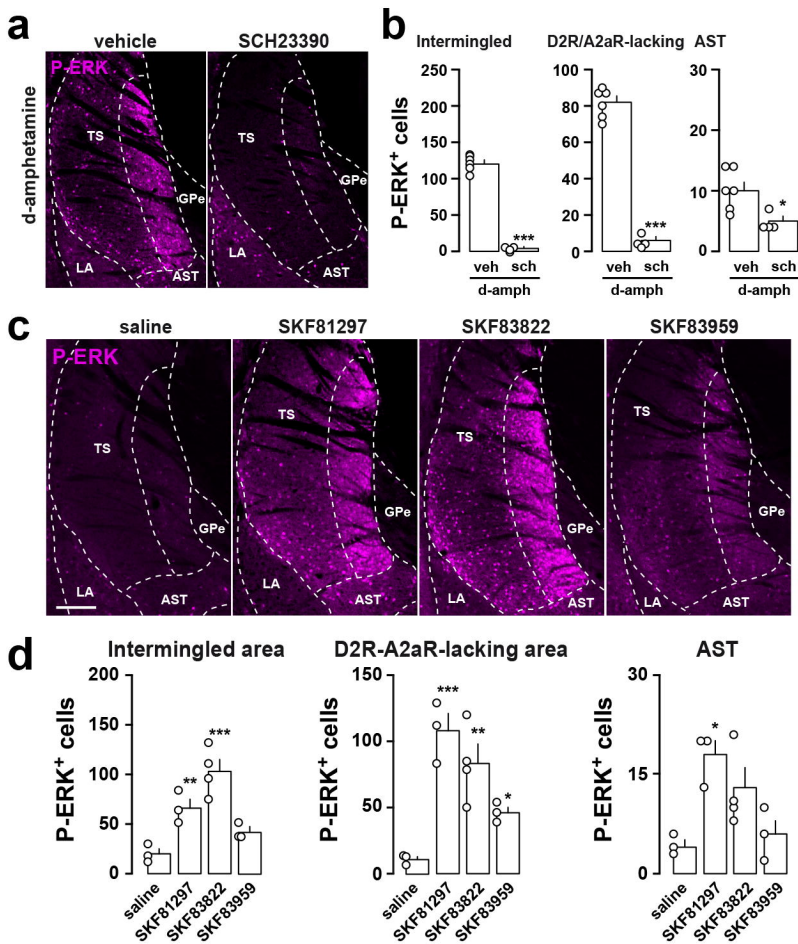 a
vehicle
SCH23390
d-amphetamine
P-ERK
TS
LA
AST
GPe
TS
LA
AST
GPe
b
Intermingled
D2R/A2aR-lacking
AST
P-ERK+ cells
250
200
150
100
50
0
***
veh
sch
d-amph
100
80
60
40
20
0
***
veh
sch
d-amph
30
20
10
0
*
veh
sch
d-amph
c
saline
SKF81297
SKF83822
SKF83959
P-ERK
TS
GPe
LA
AST
TS
GPe
LA
AST
TS
GPe
LA
AST
TS
GPe
LA
AST
d
Intermingled area
P-ERK+ cells
200
150
100
50
0
**
***
saline
SKF81297
SKF83822
SKF83959
D2R-A2aR-lacking area
P-ERK+ cells
150
100
50
0
***
**
*
saline
SKF81297
SKF83822
SKF83959
AST
P-ERK+ cells
30
15
0
*
saline
SKF81297
SKF83822
SKF83959